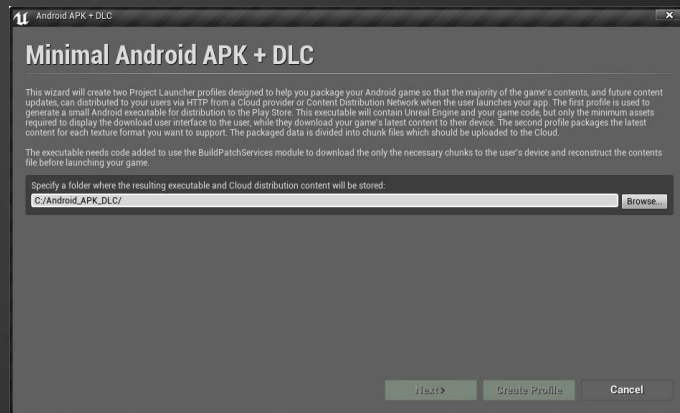 Android APK + DLC
Minimal Android APK + DLC
This wizard will create two Project Launcher profiles designed to help you package your Android game so that the majority of the game's contents, and future content
updates, can distributed to your users via HTTP from a Cloud provider or Content Distribution Network when the user launches your app. The first profile is used to
generate a small Android executable for distribution to the Play Store. This executable will contain Unreal Engine and your game code, but only the minimum assets
required to display the download user interface to the user, while they download your game's latest content to their device. The second profile packages the latest
content for each texture format you want to support. The packaged data is divided into chunk files which should be uploaded to the Cloud.
The executable needs code added to use the BuildPatchServices module to download the only the necessary chunks to the user's device and reconstruct the contents
file before launching your game.
Specify a folder where the resulting executable and Cloud distribution content will be stored:
C:/Android_APK_DLC/
Browse...
Next>
Create Profile
Cancel